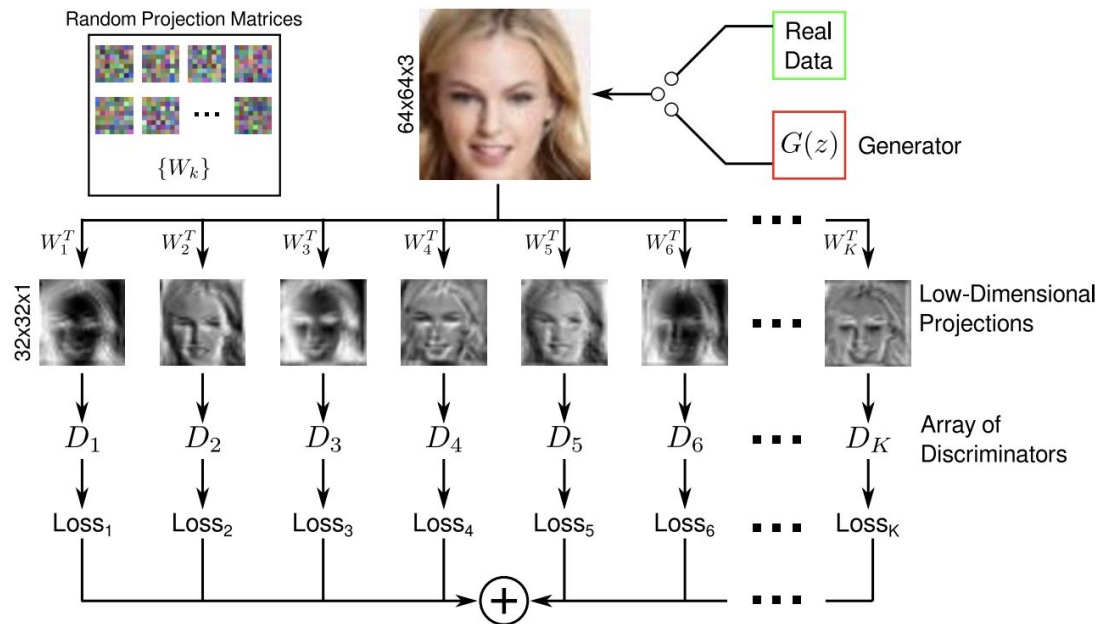 Random Projection Matrices
{W_k}
64x64x3
Real
Data
G(z)
Generator
W_1^T
W_2^T
W_3^T
W_4^T
W_5^T
W_6^T
W_K^T
32x32x1
Low-Dimensional
Projections
D_1
D_2
D_3
D_4
D_5
D_6
D_K
Array of
Discriminators
Loss_1
Loss_2
Loss_3
Loss_4
Loss_5
Loss_6
Loss_K
+